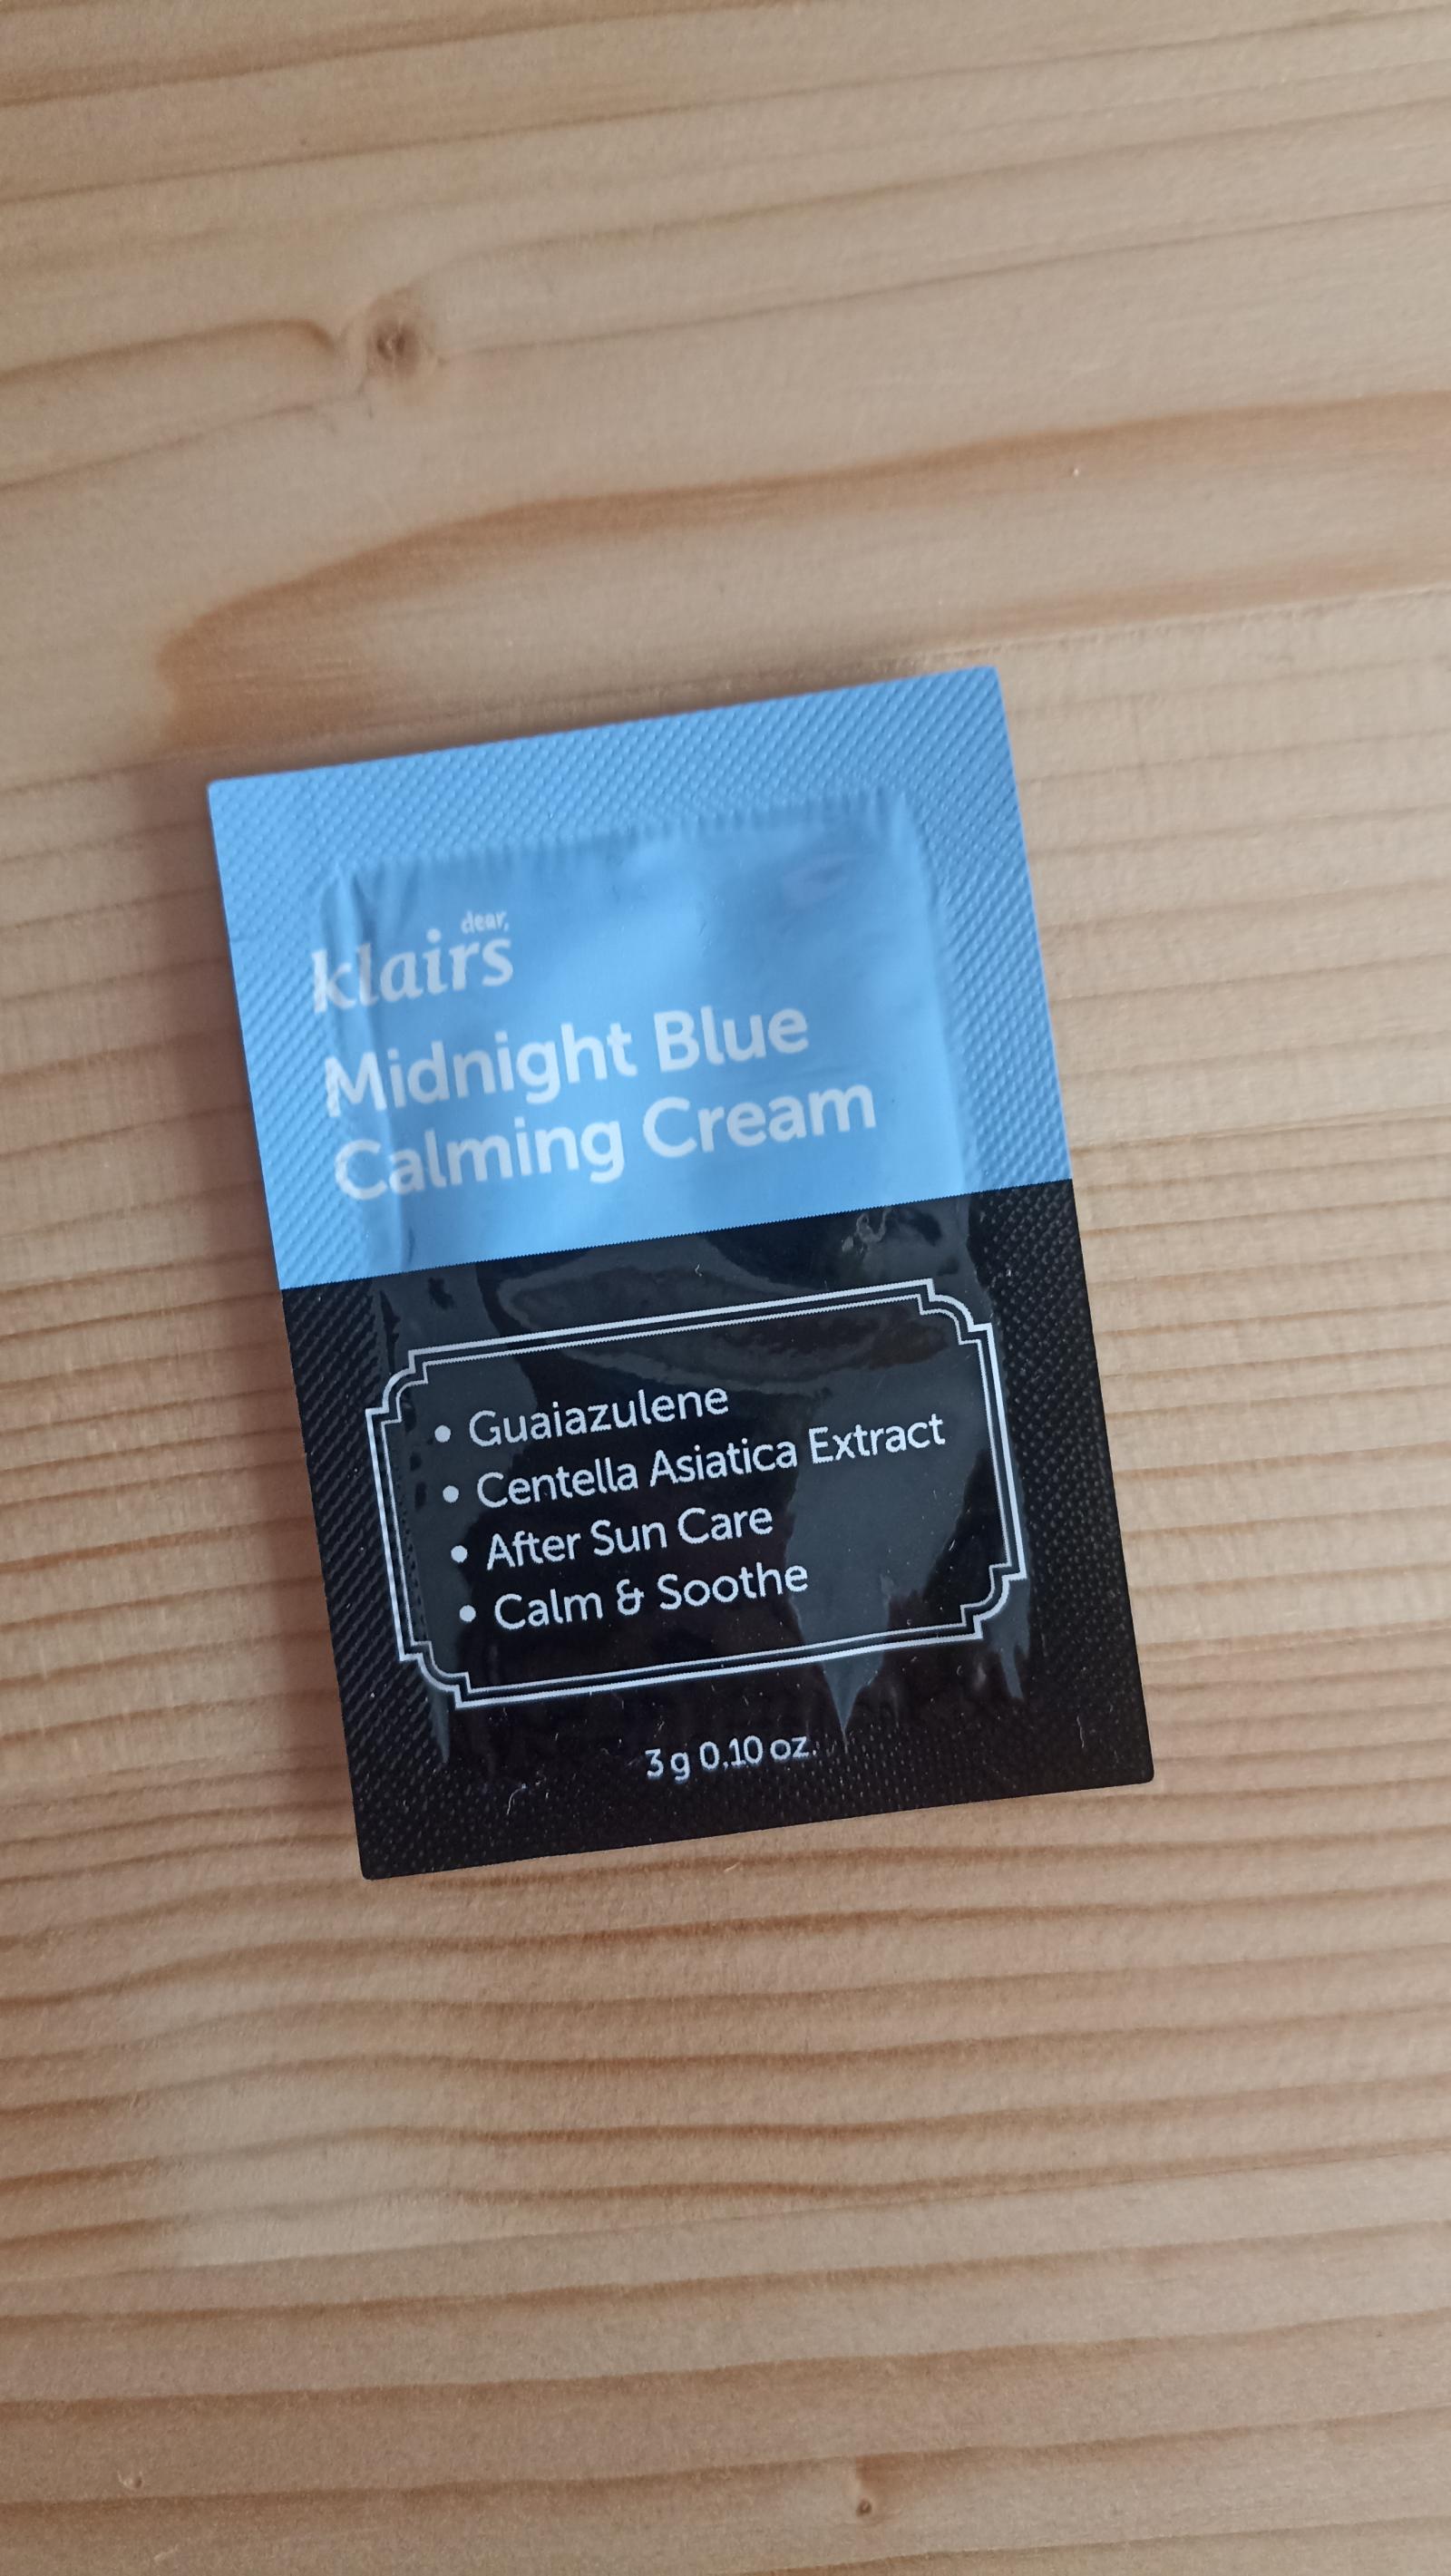 dear,
klairs
Midnight Blue
Calming Cream
• Guaiazulene
• Centella Asiatica Extract
• After Sun Care
• Calm & Soothe
3 g 0.10 oz.